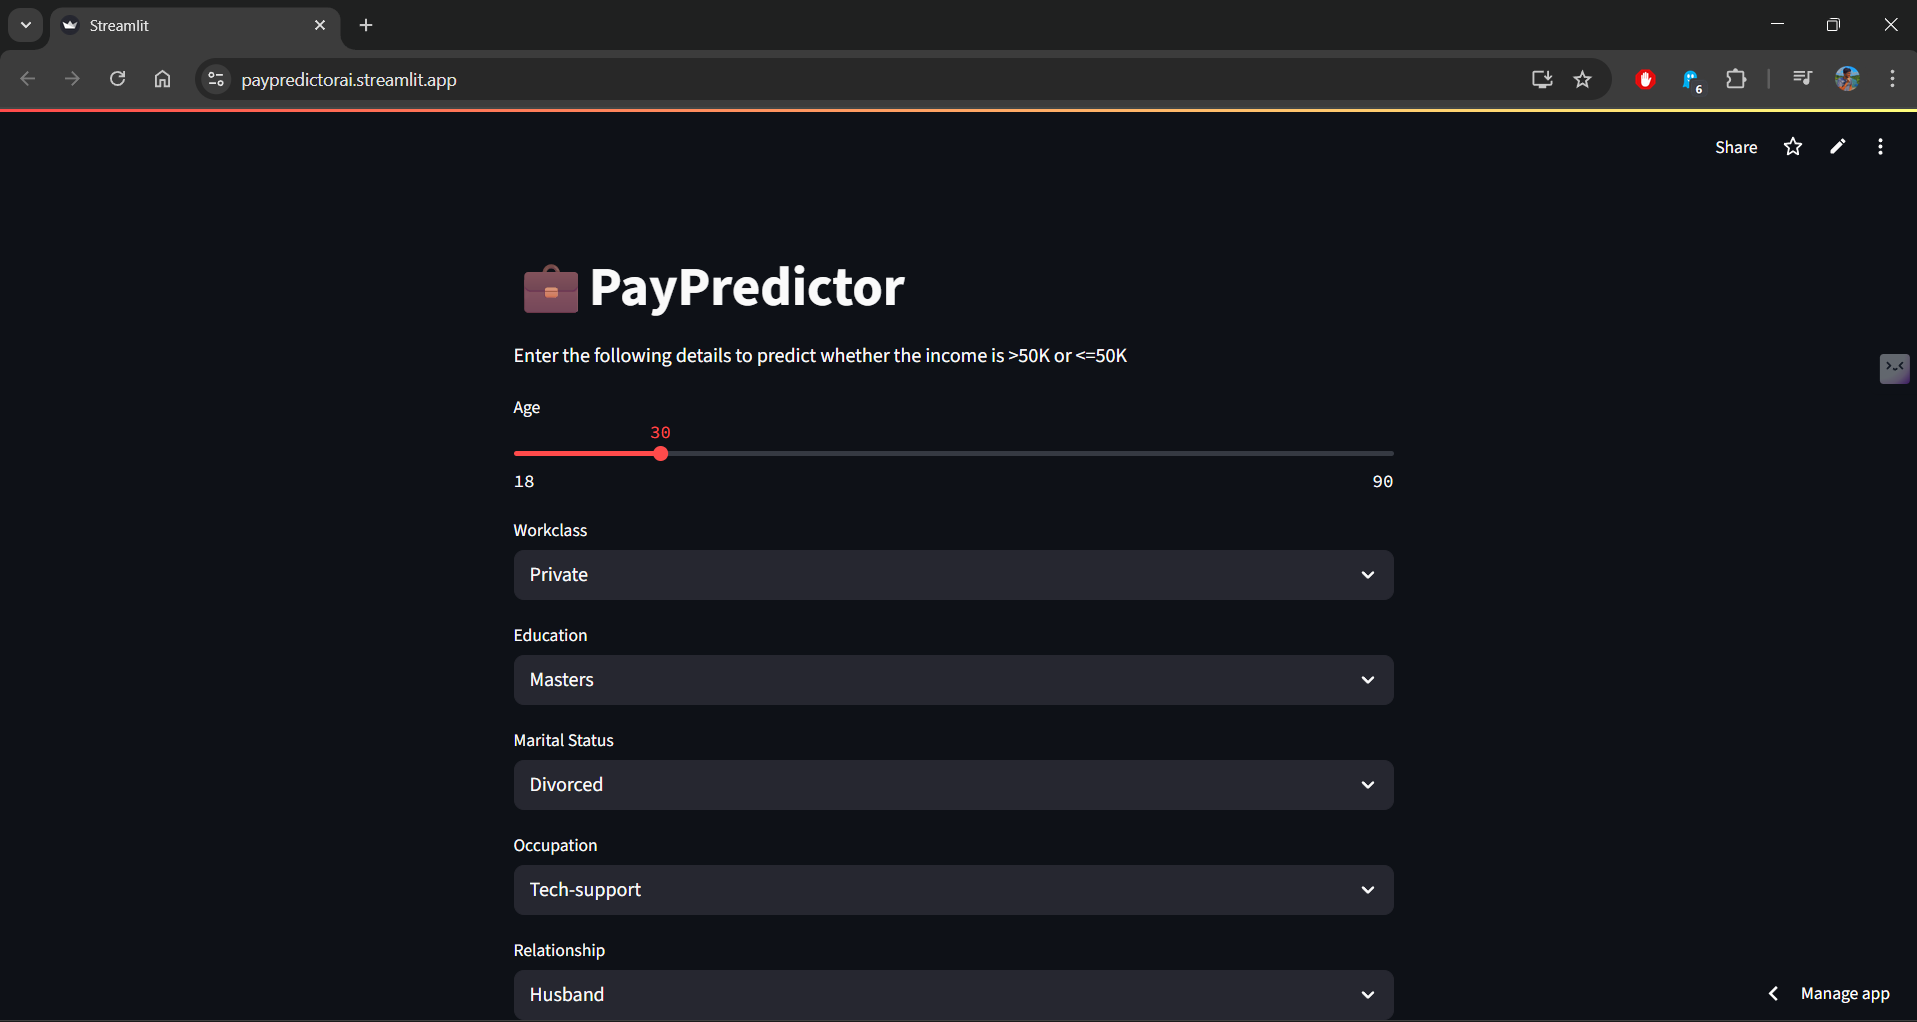 Streamlit
paypredictorai.streamlit.app
6
Share
PayPredictor
Enter the following details to predict whether the income is >50K or <=50K
Age
30
18 90
Workclass
Private
Education
Masters
Marital Status
Divorced
Occupation
Tech-support
Relationship
Husband
Manage app